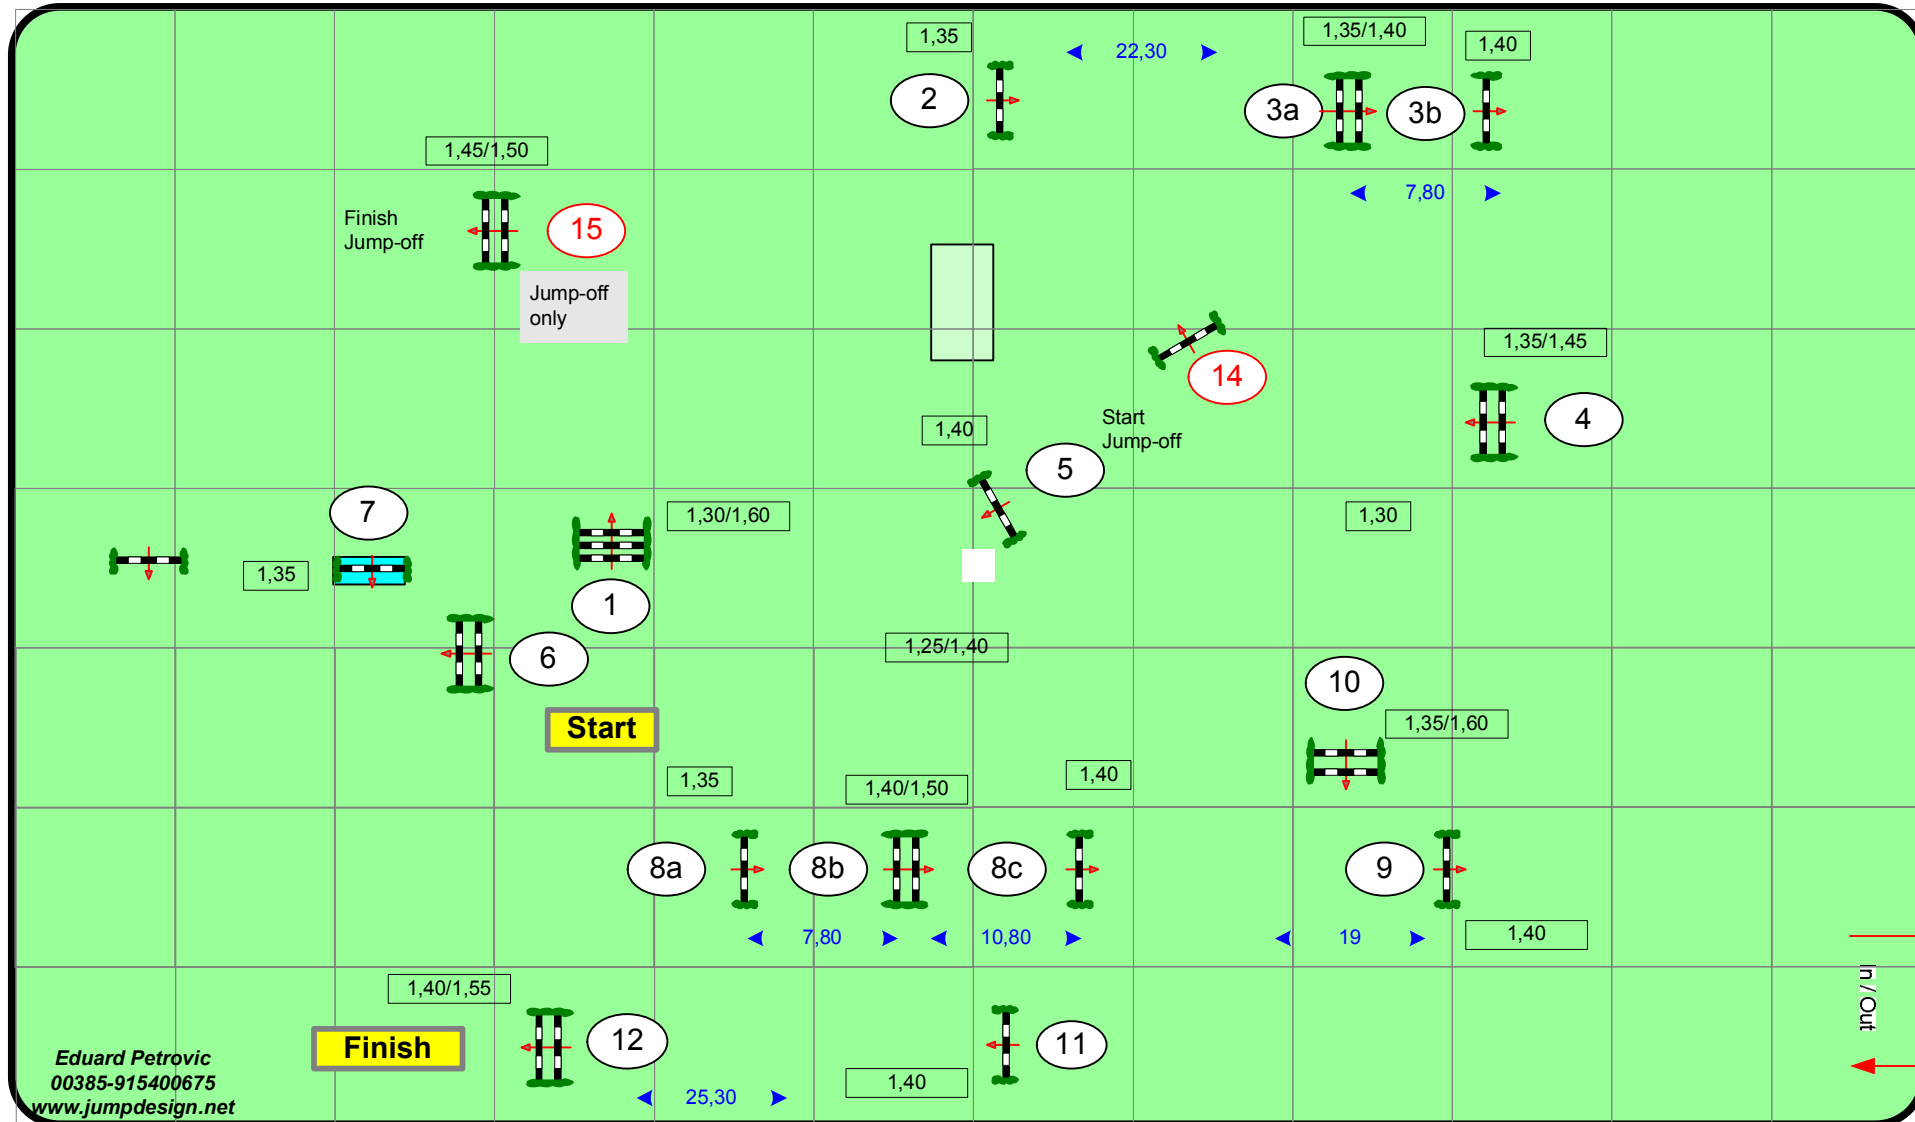 1,35
22,30
1,35/1,40
1,40
2
3a
3b
1,45/1,50
7,80
Finish
Jump-off
15
Jump-off
only
1,35/1,45
14
4
1,40
Start
Jump-off
5
7
1,30/1,60
1,30
1,35
1
1,25/1,40
6
10
Start
1,35/1,60
1,35
1,40/1,50
1,40
8a
8b
8c
9
7,80
10,80
19
1,40
In / Out
1,40/1,55
Finish
12
11
Eduard Petrovic
00385-915400675
www.jumpdesign.net
25,30
1,40